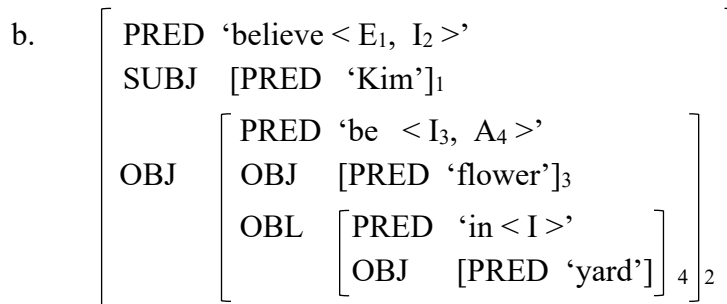 b. PRED ‘believe < E₁, I₂ >’
SUBJ [PRED ‘Kim’]₁
PRED ‘be < I₃, A₄ >’
OBJ OBJ [PRED ‘flower’]₃
OBL PRED ‘in < I >’
OBJ [PRED ‘yard’] ₄ ₂